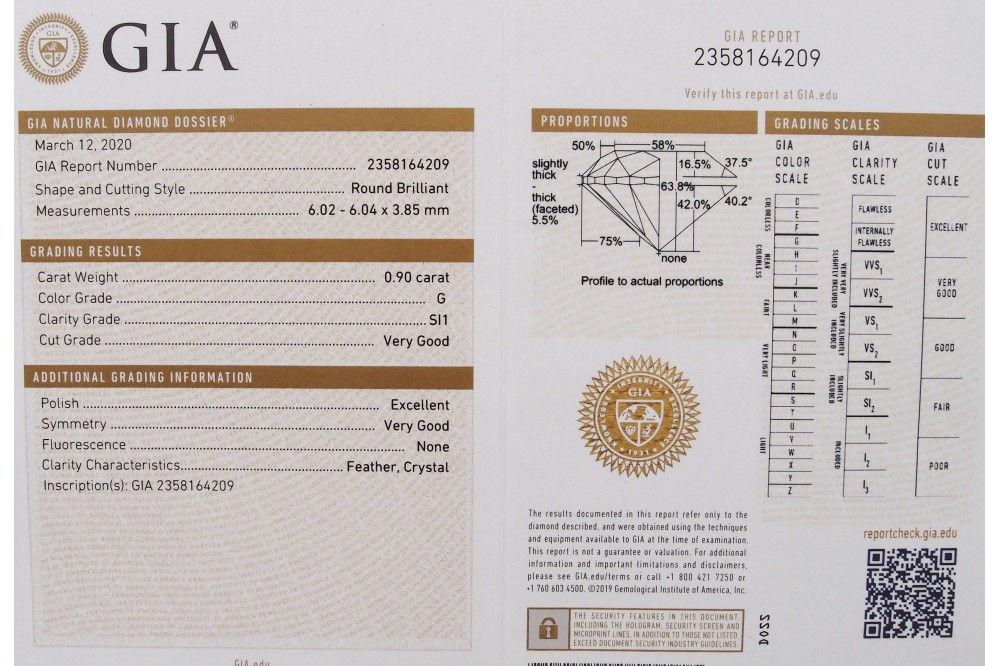 GIA®
GIA NATURAL DIAMOND DOSSIER®
March 12, 2020
GIA Report Number 2358164209
Shape and Cutting Style Round Brilliant
Measurements 6.02 - 6.04 x 3.85 mm
GRADING RESULTS
Carat Weight 0.90 carat
Color Grade G
Clarity Grade SI1
Cut Grade Very Good
ADDITIONAL GRADING INFORMATION
Polish Excellent
Symmetry Very Good
Fluorescence None
Clarity Characteristics Feather, Crystal
Inscription(s): GIA 2358164209
GIA REPORT
2358164209
Verify this report at GIA.edu
PROPORTIONS
50%
58%
slightly
thick
-
thick
(faceted)
5.5%
16.5%
37.5°
63.8%
42.0%
40.2°
75%
none
Profile to actual proportions
GIA
The results documented in this report refer only to the
diamond described, and were obtained using the techniques
and equipment available to GIA at the time of examination.
This report is not a guarantee or valuation. For additional
information and important limitations and disclaimers,
please see GIA.edu/terms or call +1 800 421 7250 or
+1 760 603 4500. ©2019 Gemological Institute of America, Inc.
THE SECURITY FEATURES IN THIS DOCUMENT,
INCLUDING THE HOLOGRAM, SECURITY SCREEN AND
MICROPRINT LINES, IN ADDITION TO THOSE NOT LISTED,
EXCEED DOCUMENT SECURITY INDUSTRY GUIDELINES.
GRADING SCALES
GIA
COLOR
SCALE
COLORLESS
D
E
F
NEAR COLORLESS
G
H
I
J
FAINT
K
L
M
VERY LIGHT
N
O
P
Q
R
LIGHT
S
T
U
V
W
X
Y
Z
GIA
CLARITY
SCALE
FLAWLESS
INTERNALLY
FLAWLESS
VERY VERY
SLIGHTLY INCLUDED
VVS1
VVS2
VERY SLIGHTLY
INCLUDED
VS1
VS2
SLIGHTLY
INCLUDED
SI1
SI2
INCLUDED
I1
I2
I3
GIA
CUT
SCALE
EXCELLENT
VERY
GOOD
GOOD
FAIR
POOR
reportcheck.gia.edu
DO22
GIA.edu